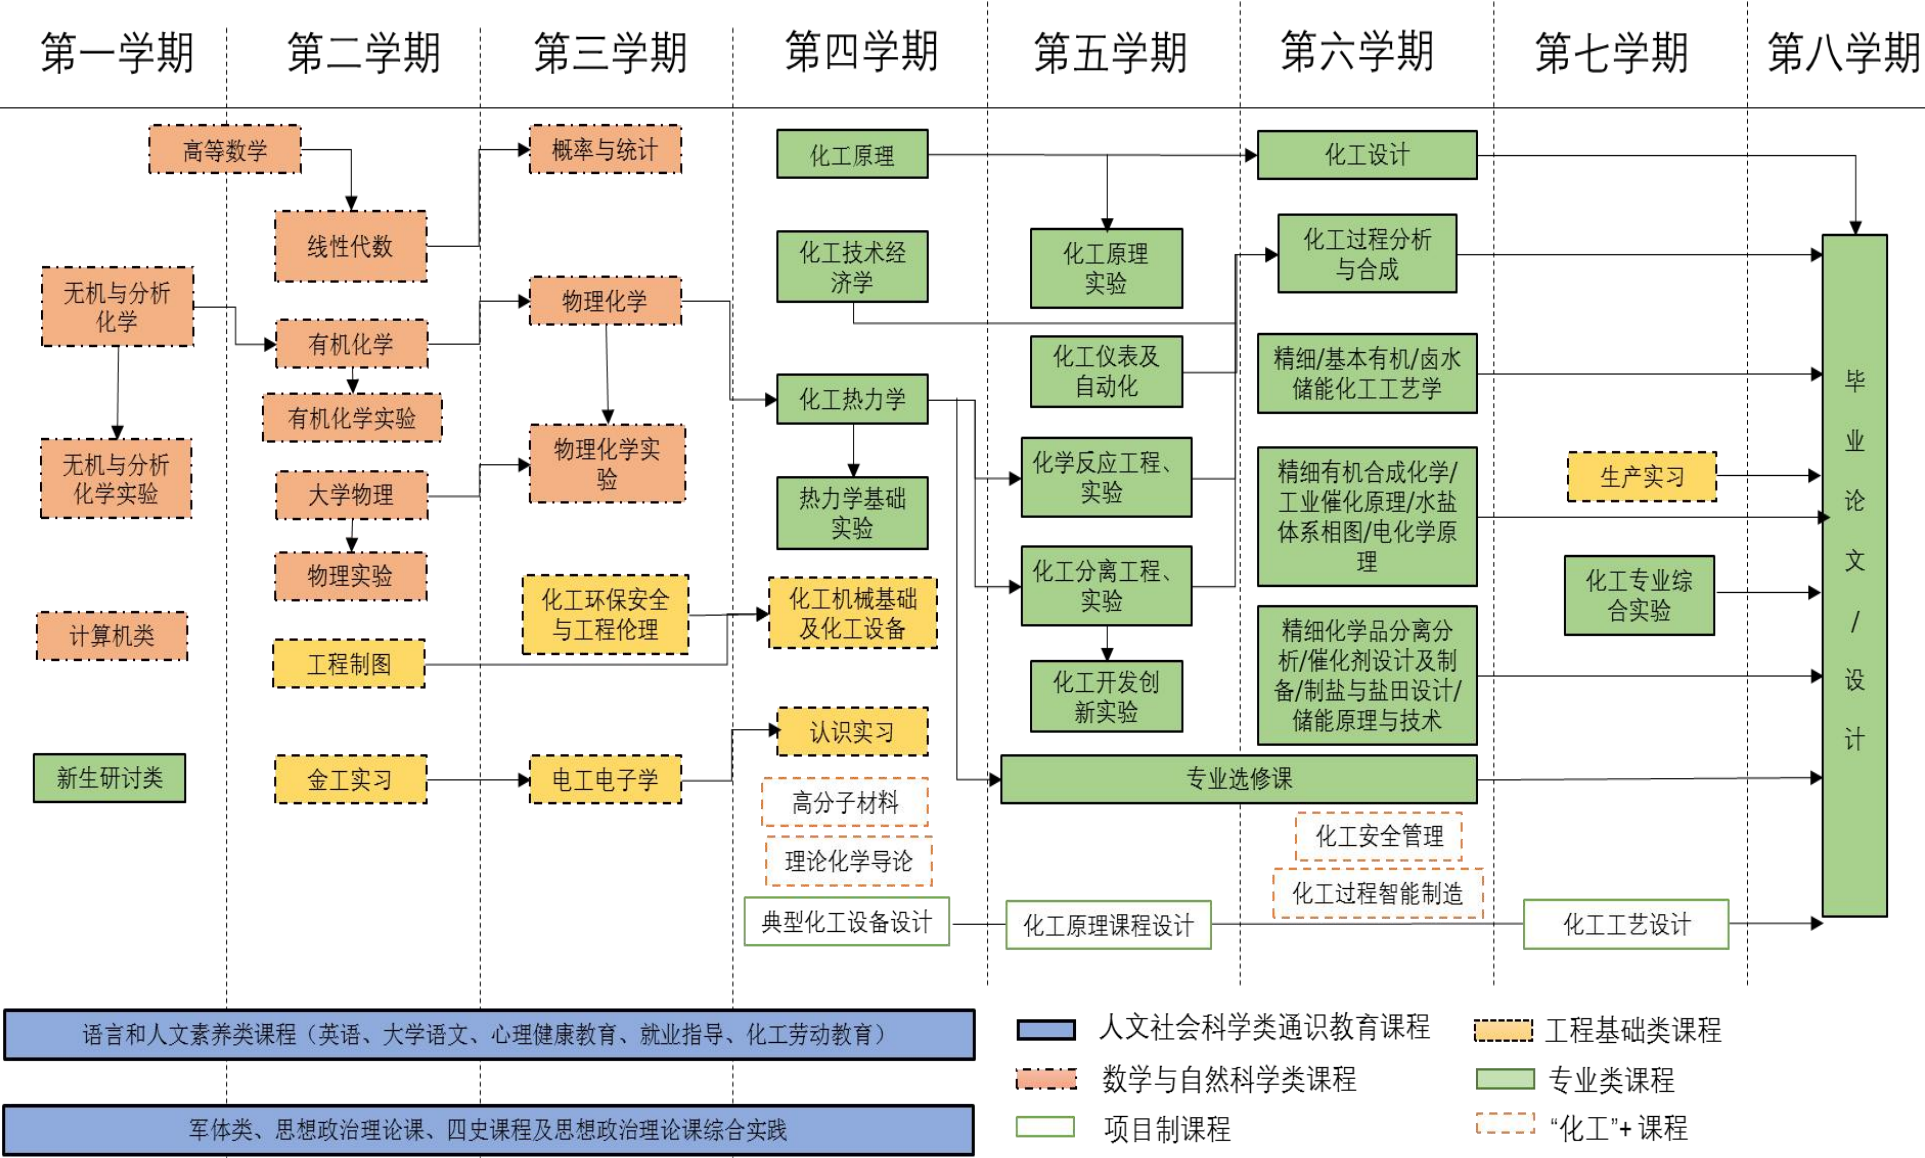 第一学期
第二学期
第三学期
第四学期
第五学期
第六学期
第七学期
第八学期
高等数学
无机与分析
化学
无机与分析
化学实验
计算机类
新生研讨类
线性代数
有机化学
有机化学实验
大学物理
物理实验
工程制图
金工实习
概率与统计
物理化学
物理化学实
验
化工环保安全
与工程伦理
电工电子学
化工原理
化工技术经
济学
化工热力学
热力学基础
实验
化工机械基础
及化工设备
认识实习
高分子材料
理论化学导论
典型化工设备设计
化工原理
实验
化工仪表及
自动化
化学反应工程、
实验
化工分离工程、
实验
化工开发创
新实验
专业选修课
化工原理课程设计
化工设计
化工过程分析
与合成
精细/基本有机/卤水
储能化工工艺学
精细有机合成化学/
工业催化原理/水盐
体系相图/电化学原
理
精细化学品分离分
析/催化剂设计及制
备/制盐与盐田设计/
储能原理与技术
化工安全管理
化工过程智能制造
生产实习
化工专业综
合实验
化工工艺设计
毕
业
论
文
/
设
计
语言和人文素养类课程（英语、大学语文、心理健康教育、就业指导、化工劳动教育）
军体类、思想政治理论课、四史课程及思想政治理论课综合实践
人文社会科学类通识教育课程
工程基础类课程
数学与自然科学类课程
专业类课程
项目制课程
“化工”+ 课程